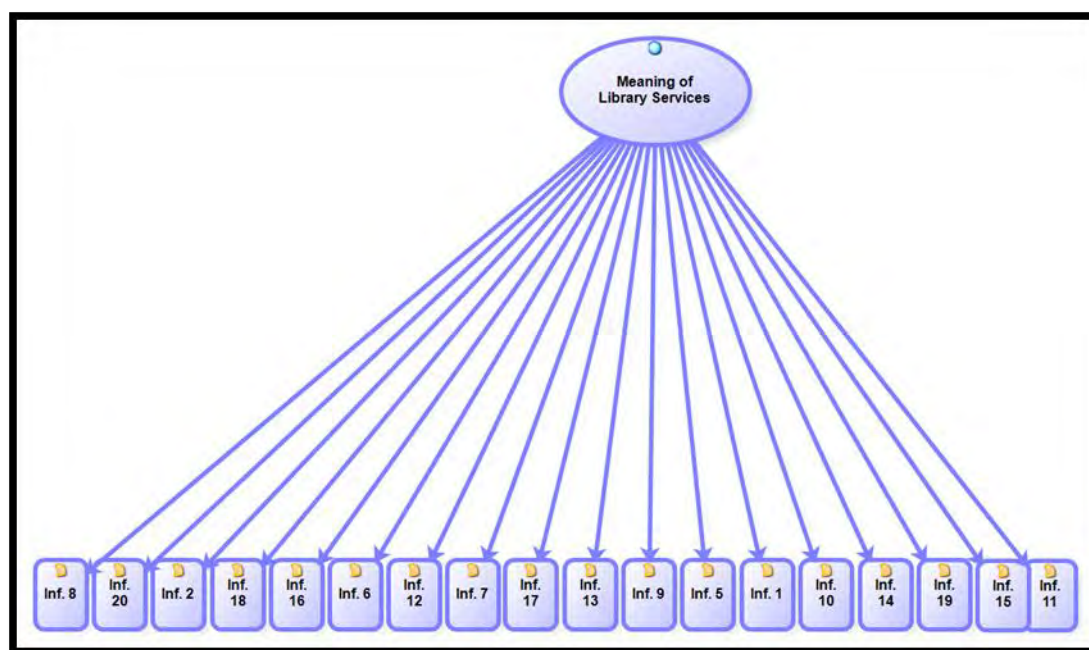 Meaning of
Library Services
Inf. 8
Inf.
20
Inf. 2
Inf.
18
Inf.
16
Inf. 6
Inf.
12
Inf. 7
Inf.
17
Inf.
13
Inf. 9
Inf. 5
Inf. 1
Inf.
10
Inf.
14
Inf.
19
Inf.
15
Inf.
11